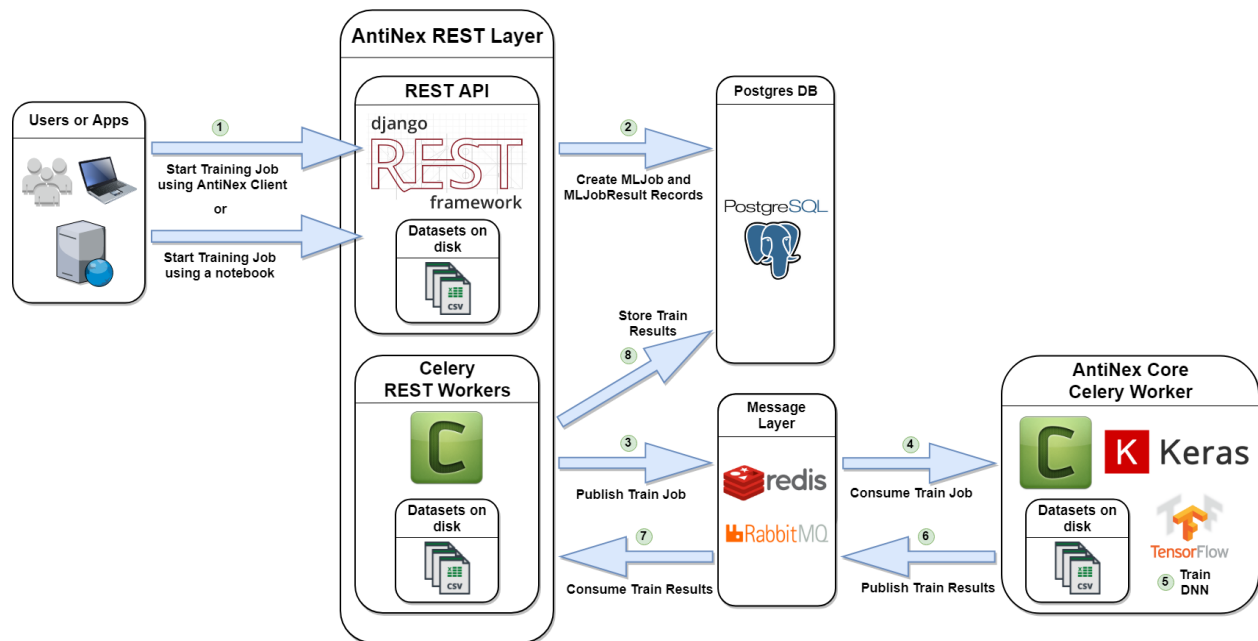 AntiNex REST Layer
Users or Apps
1
Start Training Job
using AntiNex Client
or
Start Training Job
using a notebook
REST API
django
REST
framework
Datasets on
disk
CSV
2
Create MLJob and
MLJobResult Records
Postgres DB
PostgreSQL
Store Train
Results
8
Celery
REST Workers
C
Datasets on
disk
CSV
3
Publish Train Job
7
Consume Train Results
Message
Layer
redis
RabbitMQ
4
Consume Train Job
6
Publish Train Results
AntiNex Core
Celery Worker
C
K Keras
Datasets on
disk
CSV
TF
TensorFlow
5 Train
DNN